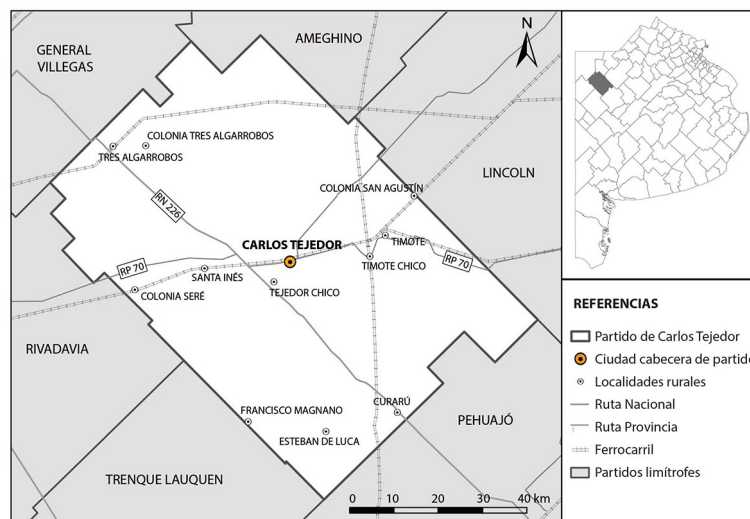 AMEGHINO
N
GENERAL
VILLEGAS
COLONIA TRES ALGARROBOS
TRES ALGARROBOS
LINCOLN
COLONIA SAN AGUSTÍN
RN 226
CARLOS TEJEDOR
TIMOTE
TIMOTE CHICO
RP 70
RP 70
SANTA INÉS
TEJEDOR CHICO
COLONIA SERÉ
RIVADAVIA
CURARÚ
FRANCISCO MAGNANO
PEHUAJÓ
ESTEBAN DE LUCA
TRENQUE LAUQUEN
0 10 20 30 40 km
REFERENCIAS
Partido de Carlos Tejedor
Ciudad cabecera de partid
Localidades rurales
Ruta Nacional
Ruta Provincia
Ferrocarril
Partidos limítrofes